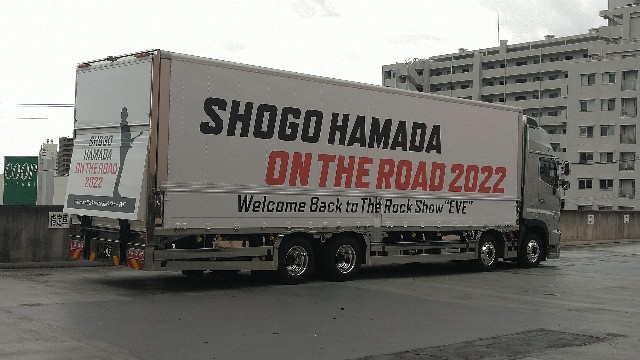 SHOGO HAMADA
ON THE ROAD 2022
Welcome Back to The Rock Show "EVE"
SHOGO
HAMADA
ON THE ROAD
2022
COOP